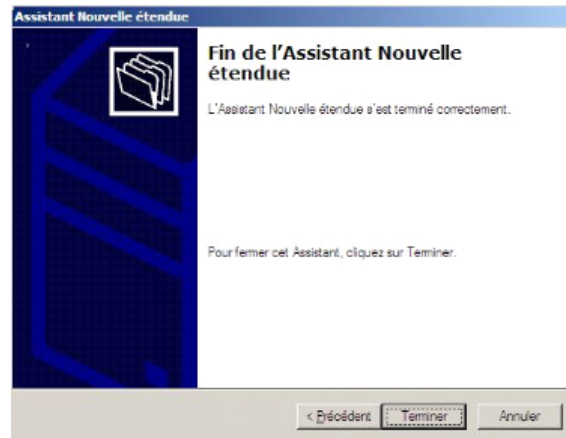 Assistant Nouvelle étendue
Fin de l'Assistant Nouvelle
étendue
L'Assistant Nouvelle étendue s'est terminé correctement.
Pour fermer cet Assistant, cliquez sur Terminer.
< Précédent
Terminer
Annuler